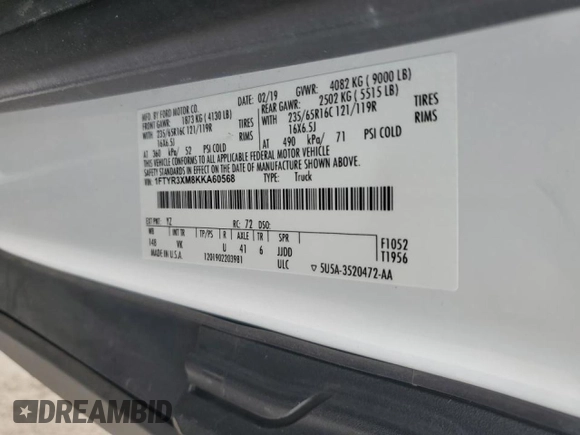 MFD. BY FORD MOTOR CO.
DATE: 02/19 GVWR: 4082 KG ( 9000 LB)
FRONT GAWR: 1873 KG ( 4130 LB) REAR GAWR: 2502 KG ( 5515 LB)
WITH 235/65R16C 121/119R TIRES WITH 235/65R16C 121/119R TIRES
16X6.5J RIMS 16X6.5J RIMS
AT 360 kPa/ 52 PSI COLD AT 490 kPa/ 71 PSI COLD
THIS VEHICLE CONFORMS TO ALL APPLICABLE FEDERAL MOTOR VEHICLE
SAFETY STANDARDS IN EFFECT ON THE DATE OF MANUFACTURE SHOWN ABOVE.
VIN: 1FTYR3XM8KKA60568 TYPE: Truck
EXT PNT: YZ RC: 72 DSO:
WB INT TR TP/PS R AXLE TR SPR
148 VK U 41 6 JJDD
MADE IN U.S.A. 1201902203981 ULC
F1052
T1956
▽ 5U5A-3S20472-AA
DREAMBID